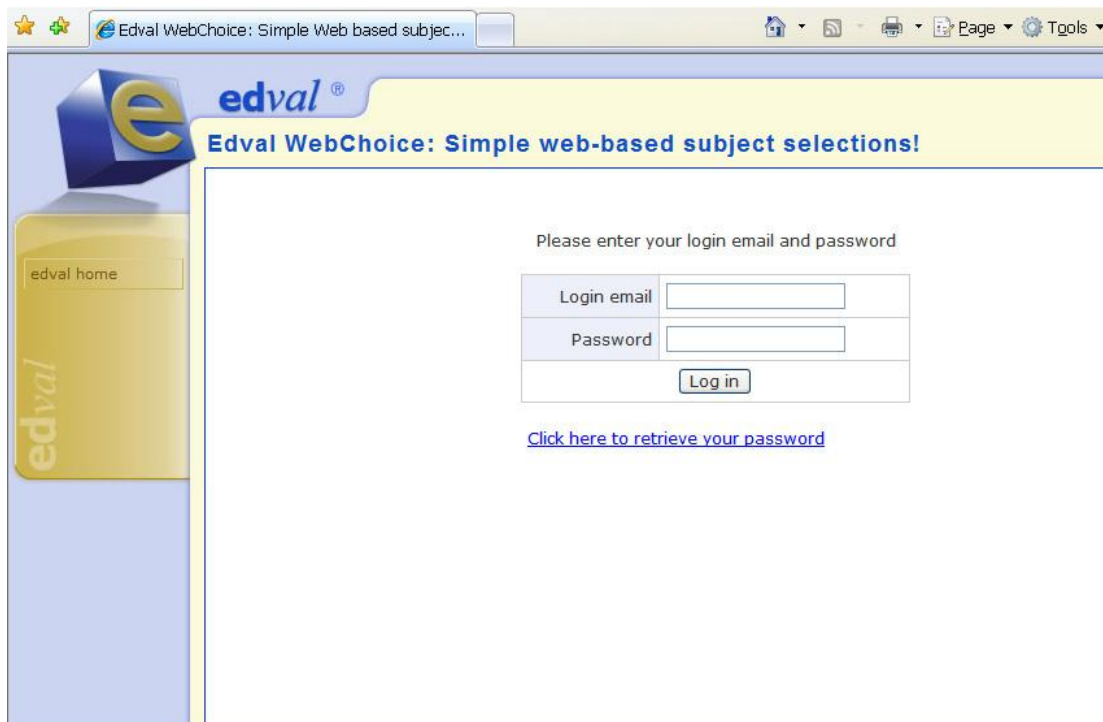 Edval WebChoice: Simple Web based subjec...
Page
Tools
e
edval ®
Edval WebChoice: Simple web-based subject selections!
edval home
edval
Please enter your login email and password
Login email
Password
Log in
Click here to retrieve your password